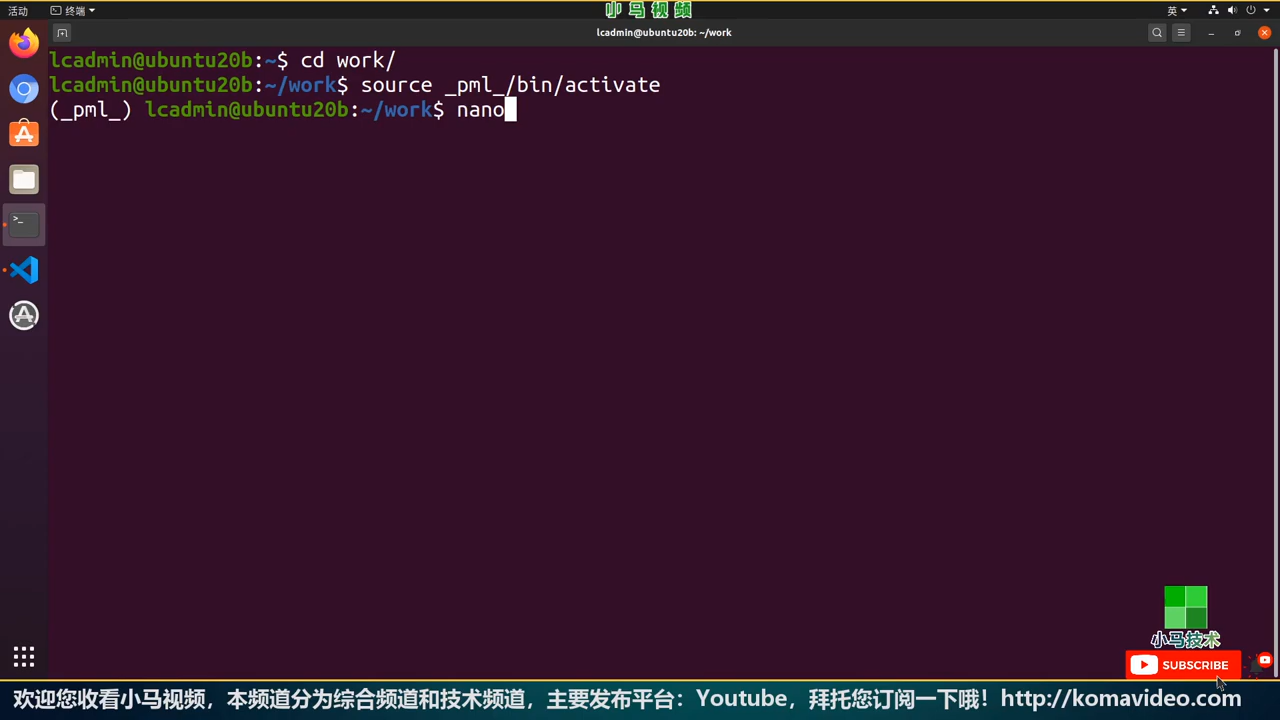 小马视频
活动 终端 英
lcadmin@ubuntu20b: ~/work
lcadmin@ubuntu20b:~$ cd work/
lcadmin@ubuntu20b:~/work$ source _pml_/bin/activate
(_pml_) lcadmin@ubuntu20b:~/work$ nano
小马技术
SUBSCRIBE
欢迎您收看小马视频，本频道分为综合频道和技术频道，主要发布平台：Youtube，拜托您订阅一下哦！http://komavideo.com